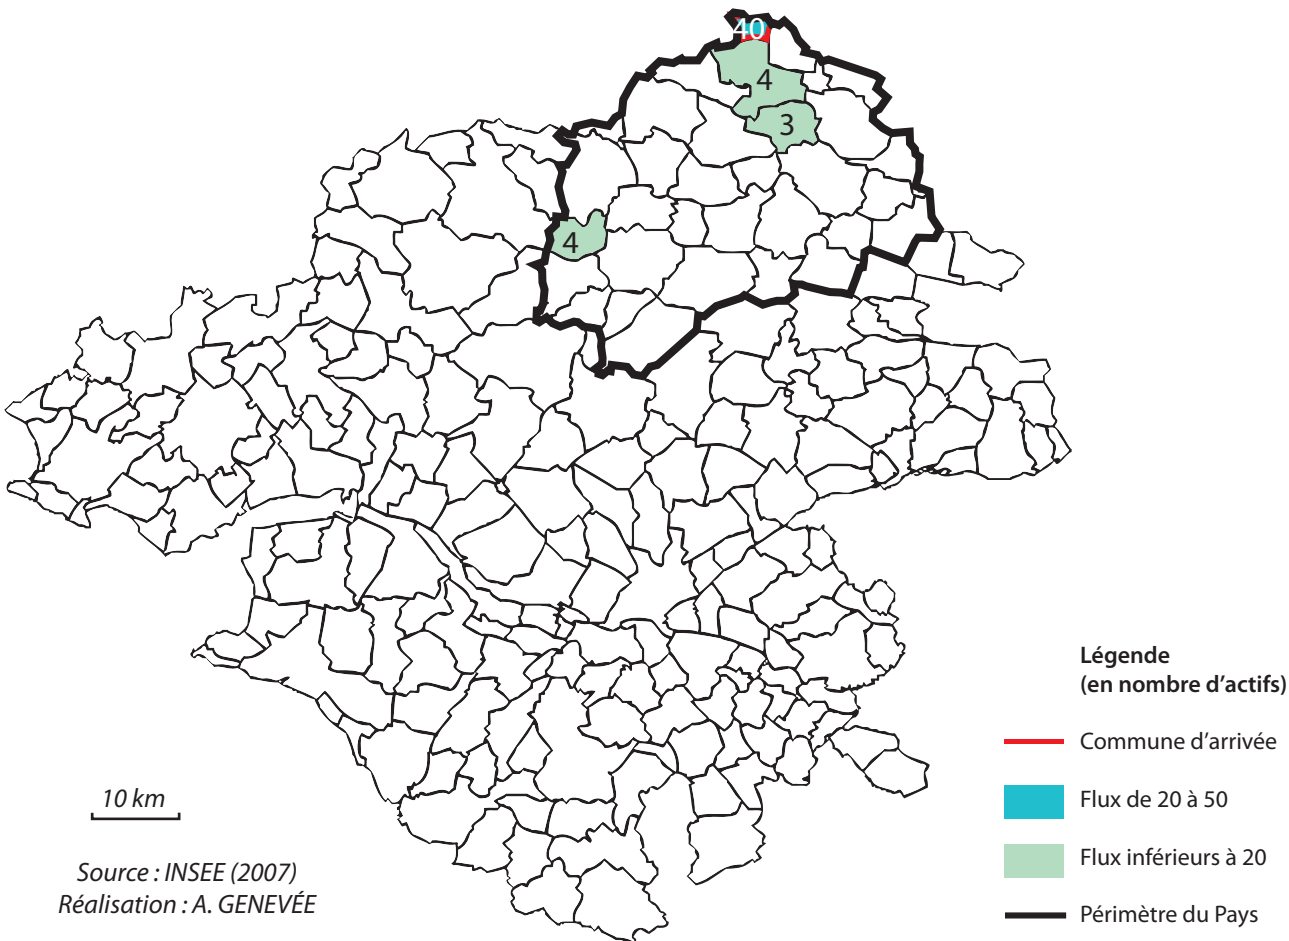 40
4
3
4
Légende
(en nombre d'actifs)
Commune d'arrivée
Flux de 20 à 50
Flux inférieurs à 20
Périmètre du Pays
10 km
Source : INSEE (2007)
Réalisation : A. GENEVÉE